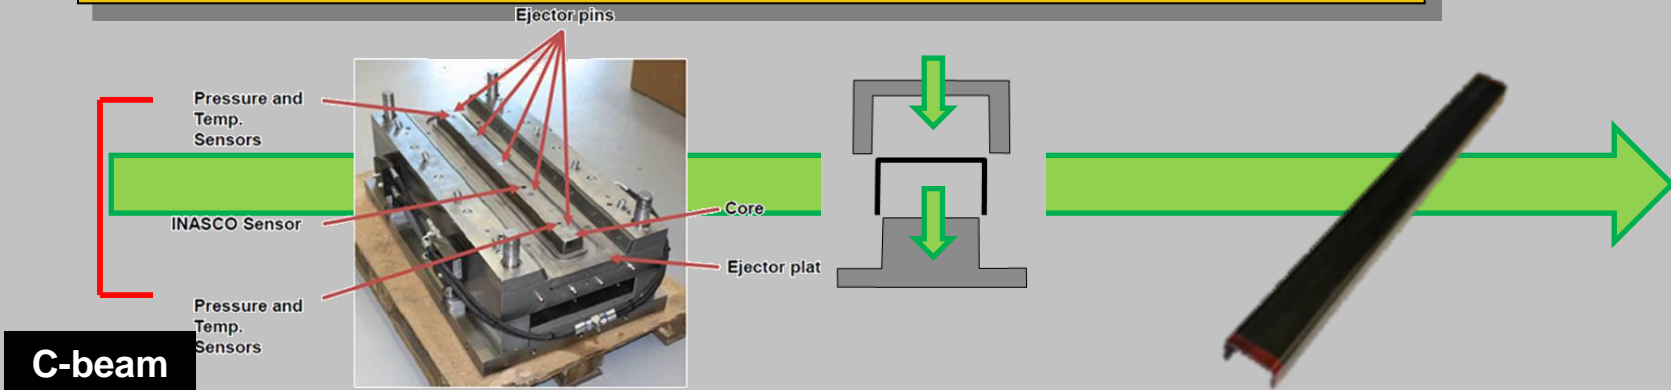 Ejector pins
Pressure and
Temp.
Sensors
INASCO Sensor
Core
Ejector plat
Pressure and
Temp.
Sensors
C-beam